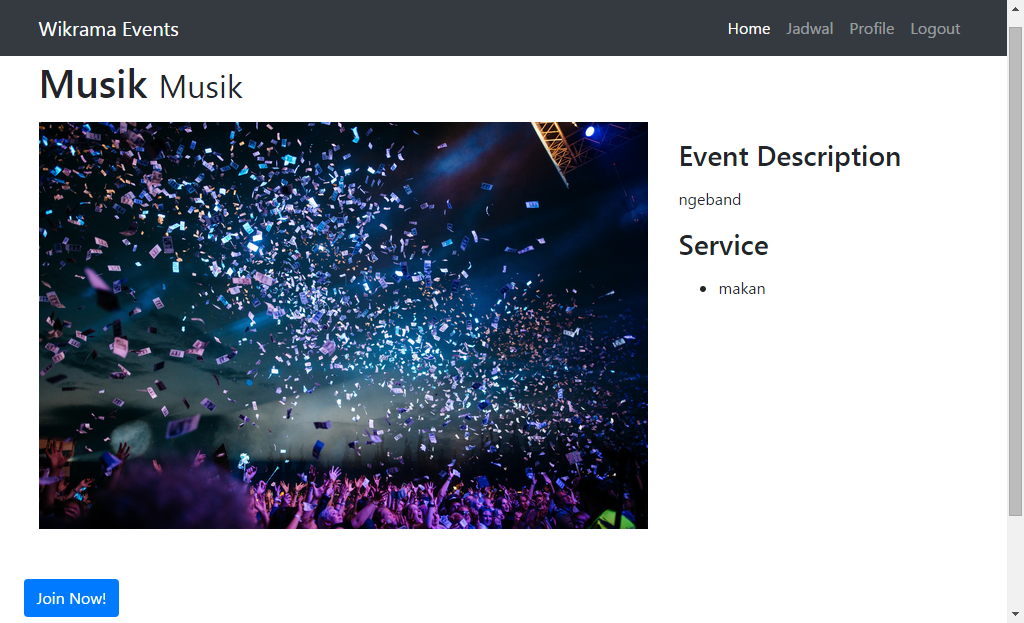 Wikrama Events
Home Jadwal Profile Logout
Musik Musik
Event Description
ngeband
Service
makan
Join Now!